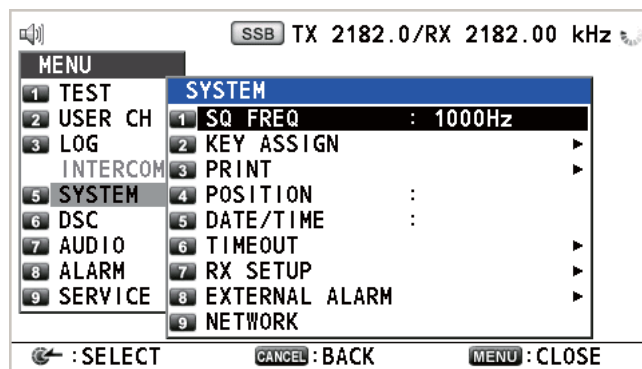 SSB TX 2182.0/RX 2182.00 kHz
MENU
1 TEST
2 USER CH
3 LOG
INTERCOM
5 SYSTEM
6 DSC
7 AUDIO
8 ALARM
9 SERVICE
SYSTEM
1 SQ FREQ : 1000Hz
2 KEY ASSIGN
3 PRINT
4 POSITION :
5 DATE/TIME :
6 TIMEOUT
7 RX SETUP
8 EXTERNAL ALARM
9 NETWORK
:SELECT CANCEL:BACK MENU:CLOSE